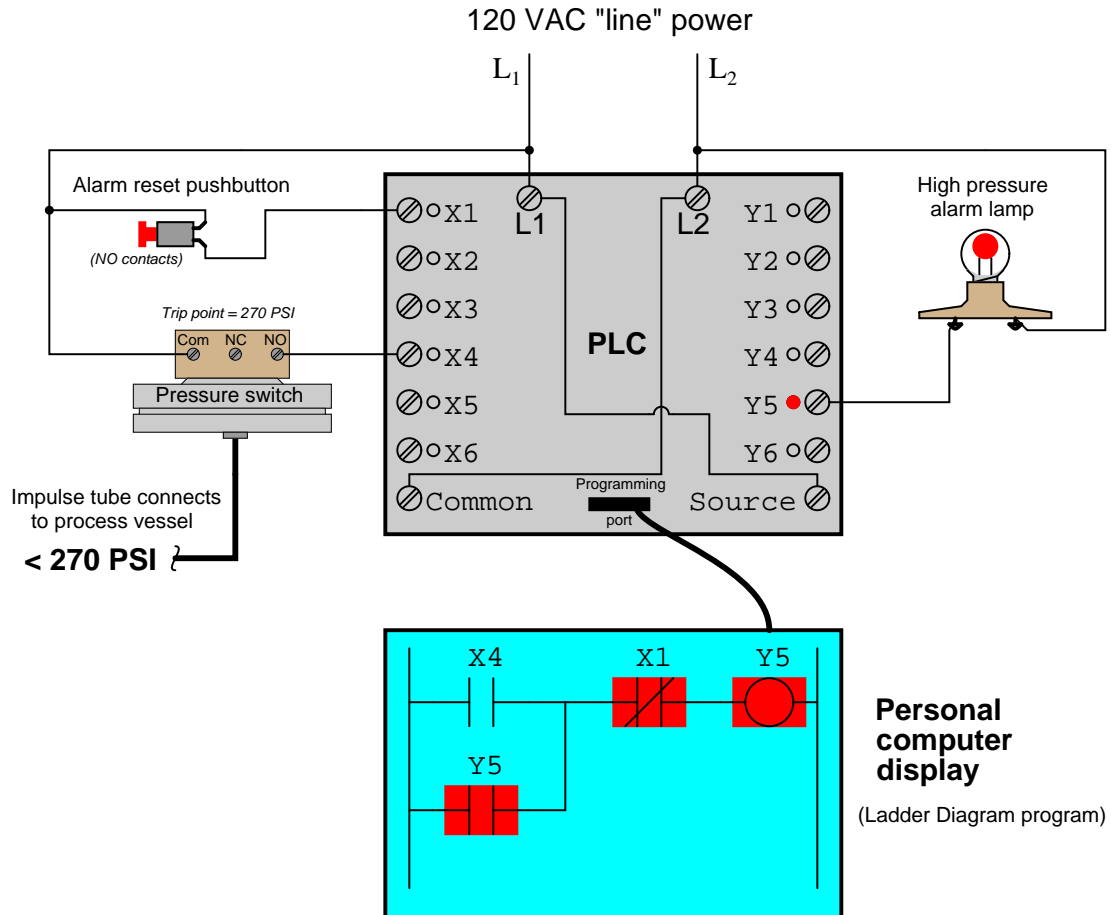 120 VAC "line" power
L1
L2
Alarm reset pushbutton
(NO contacts)
Trip point = 270 PSI
Com NC NO
Pressure switch
Impulse tube connects
to process vessel
< 270 PSI
L1
L2
X1
X2
X3
X4
X5
X6
Common
PLC
Y1
Y2
Y3
Y4
Y5
Y6
Source
Programming
port
High pressure
alarm lamp
X4
X1
Y5
Y5
Personal
computer
display
(Ladder Diagram program)